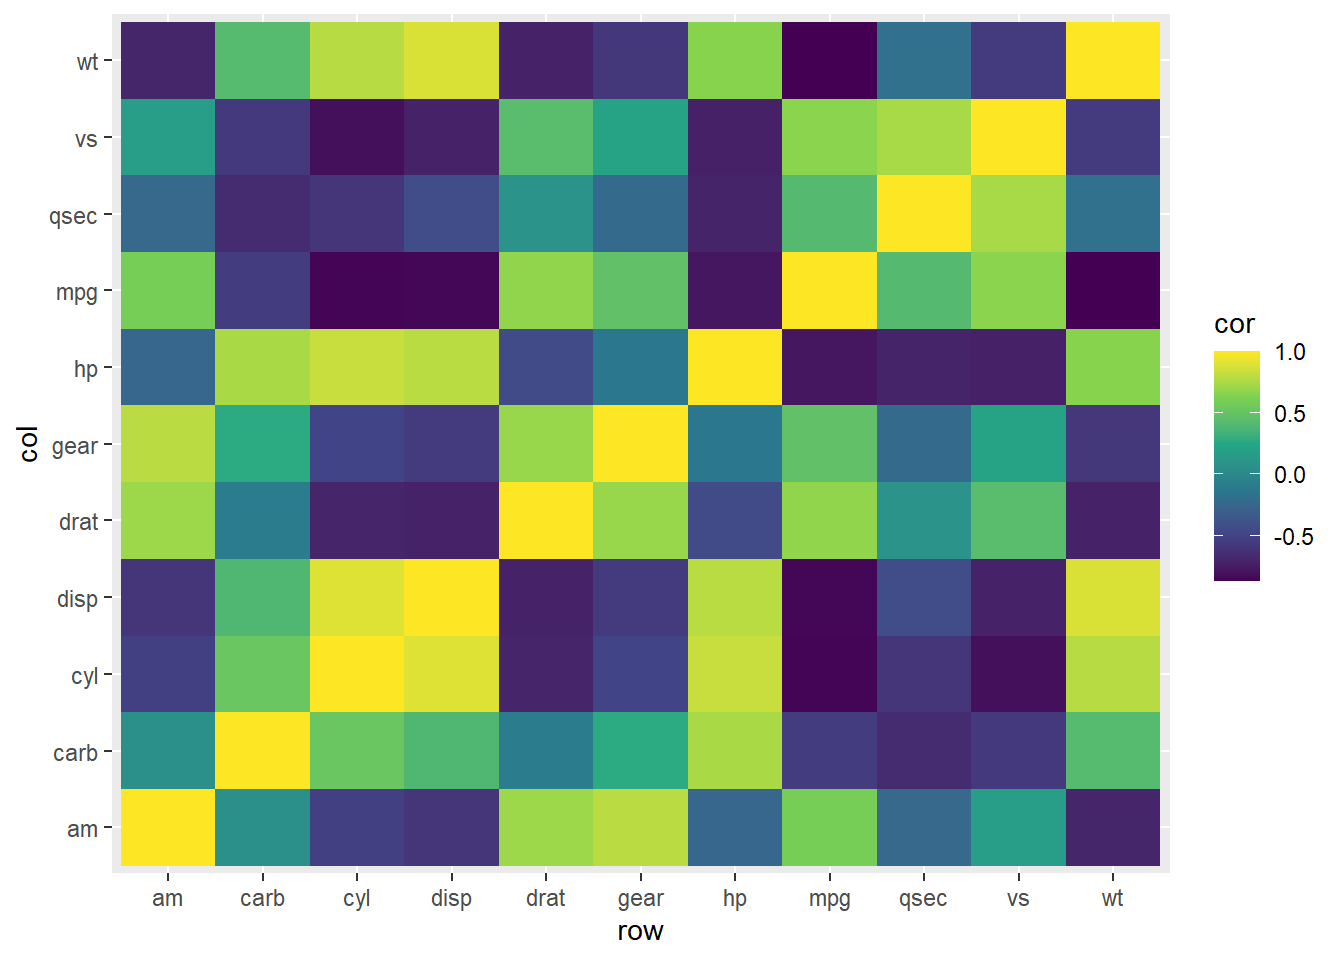 wt
vs
qsec
mpg
hp
gear
drat
disp
cyl
carb
am
col
am carb cyl disp drat gear hp mpg qsec vs wt
row
cor
1.0
0.5
0.0
-0.5